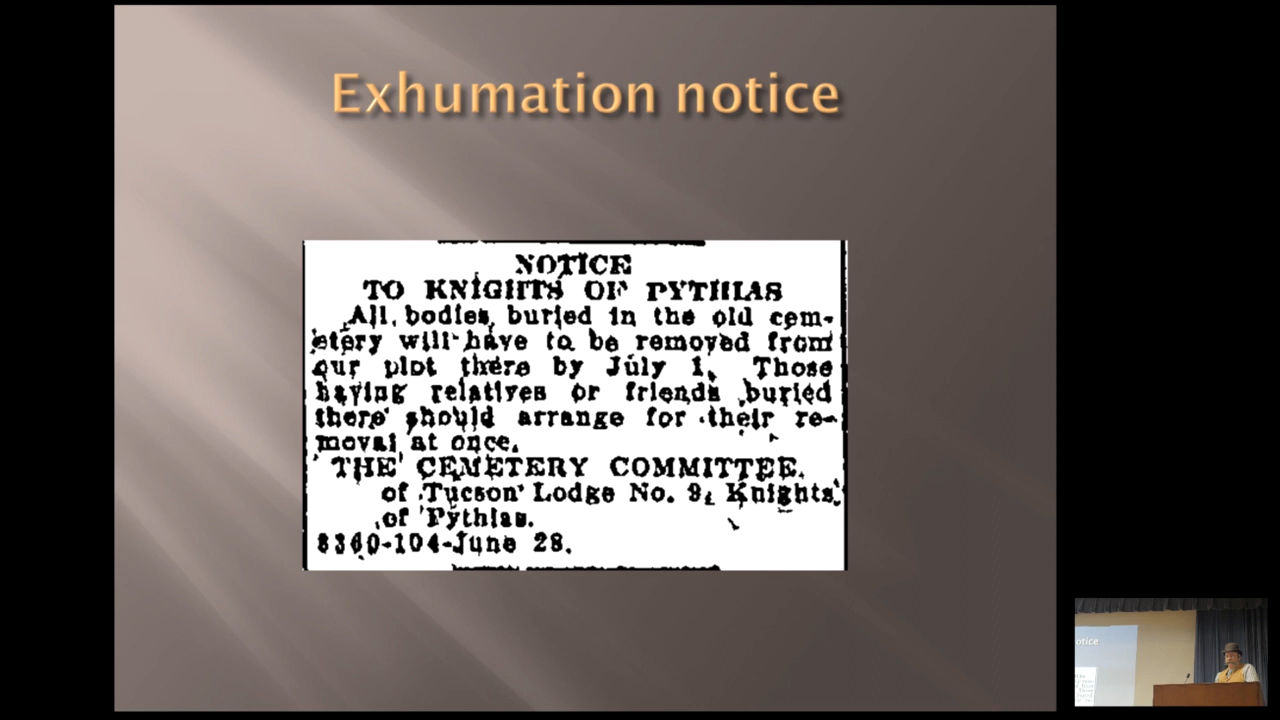 Exhumation notice
NOTICE
TO KNIGHTS OF PYTHIAS
All bodies buried in the old cem-
etery will have to be removed from
our plot there by July 1. Those
having relatives or friends buried
there should arrange for their re-
moval at once.
THE CEMETERY COMMITTEE.
of Tucson Lodge No. 9, Knights
of Pythias.
-104-June 28.
otice